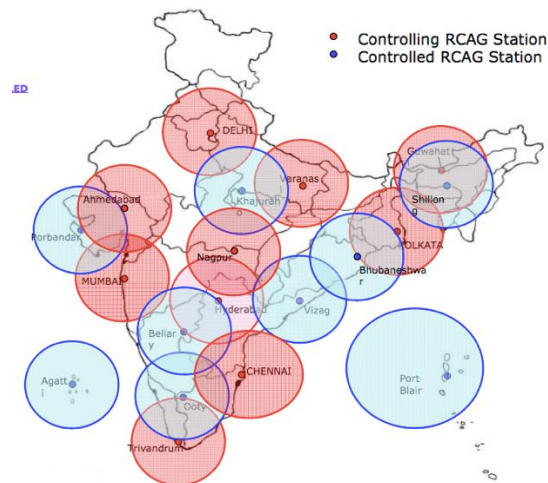 Controlling RCAG Station
Controlled RCAG Station
ED
DELHI
Varanas
Khajurah
o
Guwahati
Shillon
g
Ahmedabad
Porbandar
Nagpur
OLKATA
Bhubaneshwa
r
MUMBAI
Hyderabad
Vizag
Bellar
y
CHENNAI
Agatt
i
Ooty
Port
Blair
Trivandrum